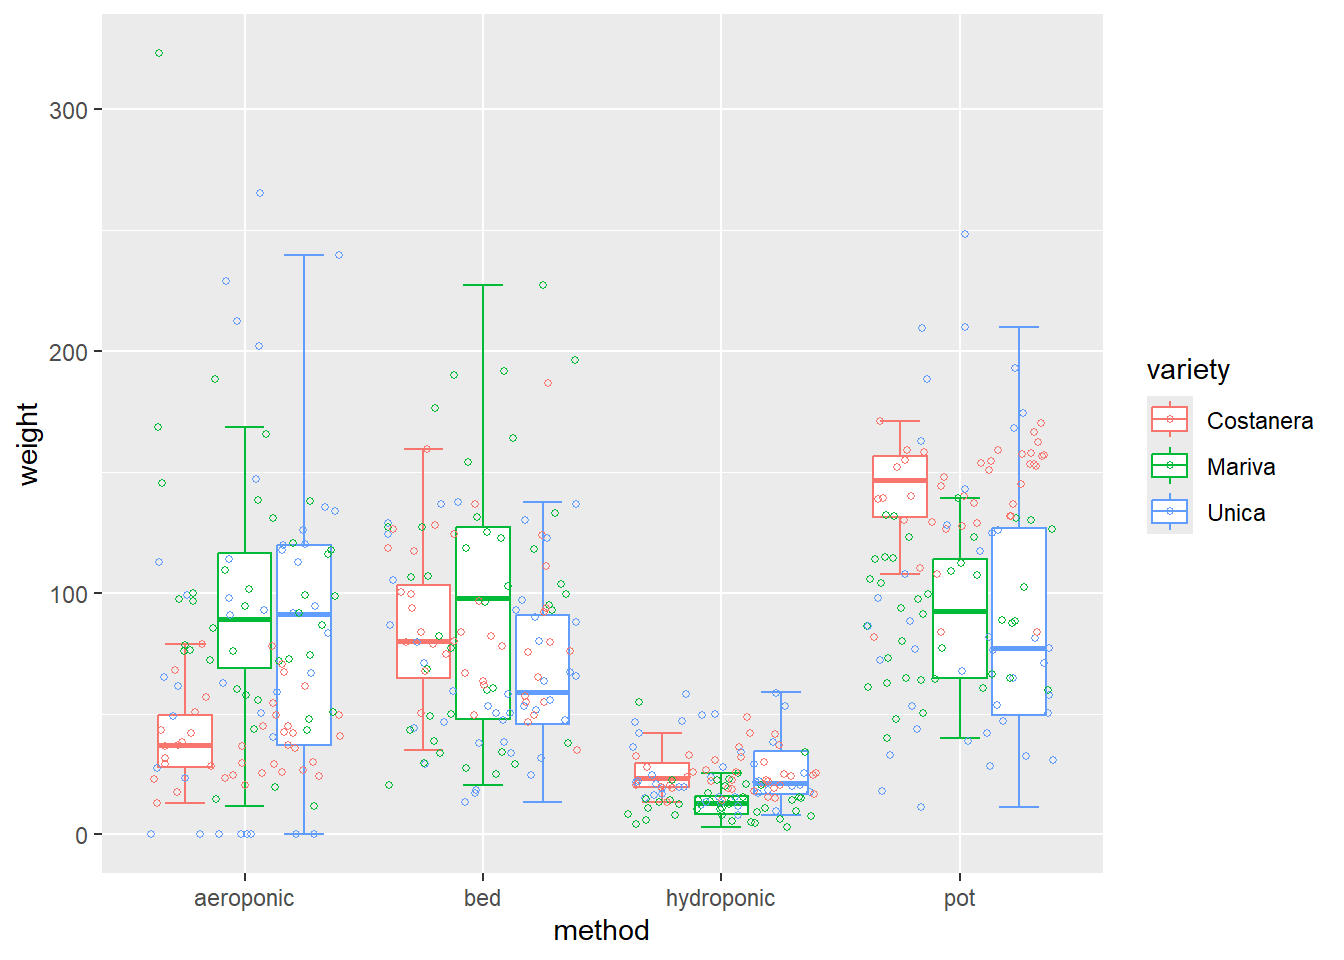 300
200
100
0
weight
aeroponic
bed
hydroponic
pot
method
variety
Costanera
Mariva
Unica